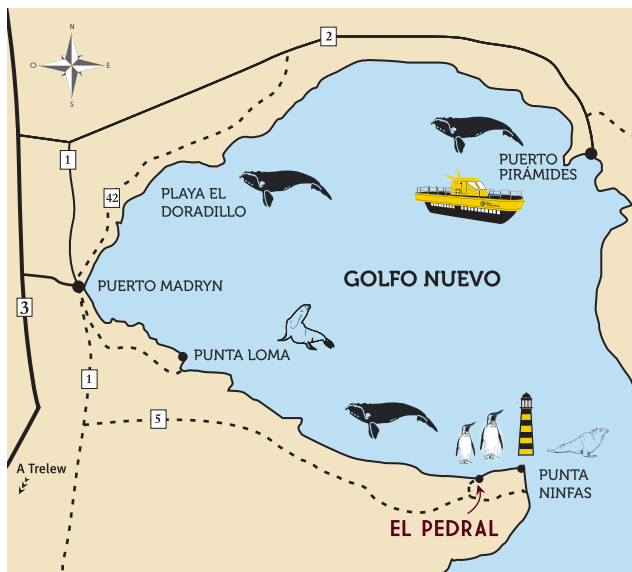 N
O
E
S
2
1
42
3
1
5
PUERTO
PIRÁMIDES
PLAYA EL
DORADILLO
GOLFO NUEVO
PUERTO MADRYN
PUNTA LOMA
A Trelew
PUNTA
NINFAS
EL PEDRAL